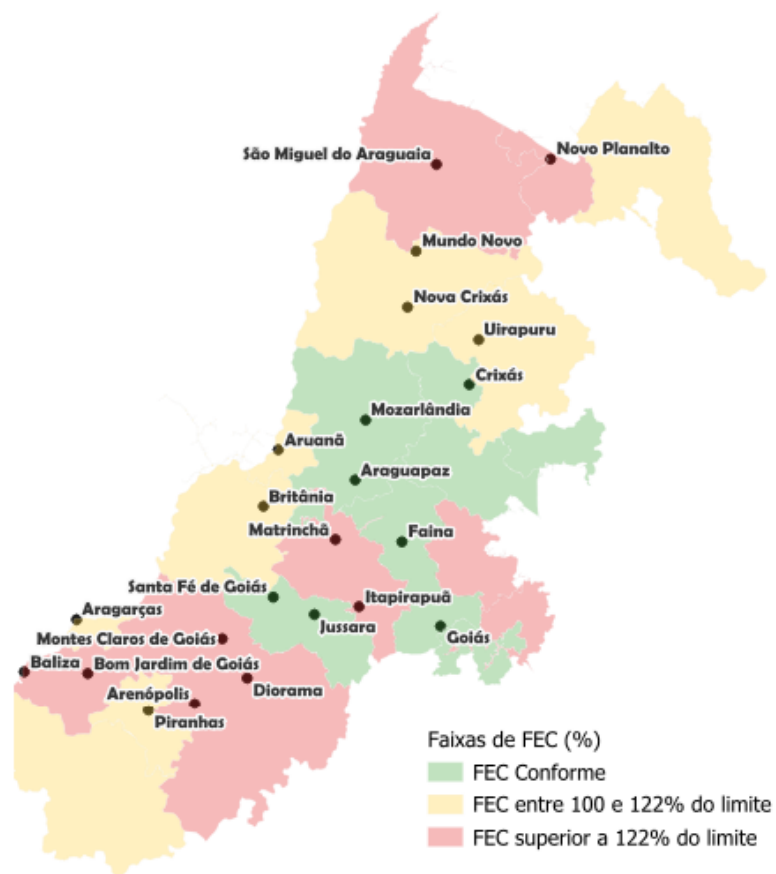 São Miguel do Araguaia
Novo Planalto
Mundo Novo
Nova Crixás
Uirapuru
Crixás
Mozarlândia
Aruanã
Araguapaz
Britânia
Matrinchã
Faina
Santa Fé de Goiás
Itapirapuã
Aragarças
Jussara
Goiás
Montes Claros de Goiás
Baliza
Bom Jardim de Goiás
Diorama
Arenópolis
Piranhas
Faixas de FEC (%)
FEC Conforme
FEC entre 100 e 122% do limite
FEC superior a 122% do limite